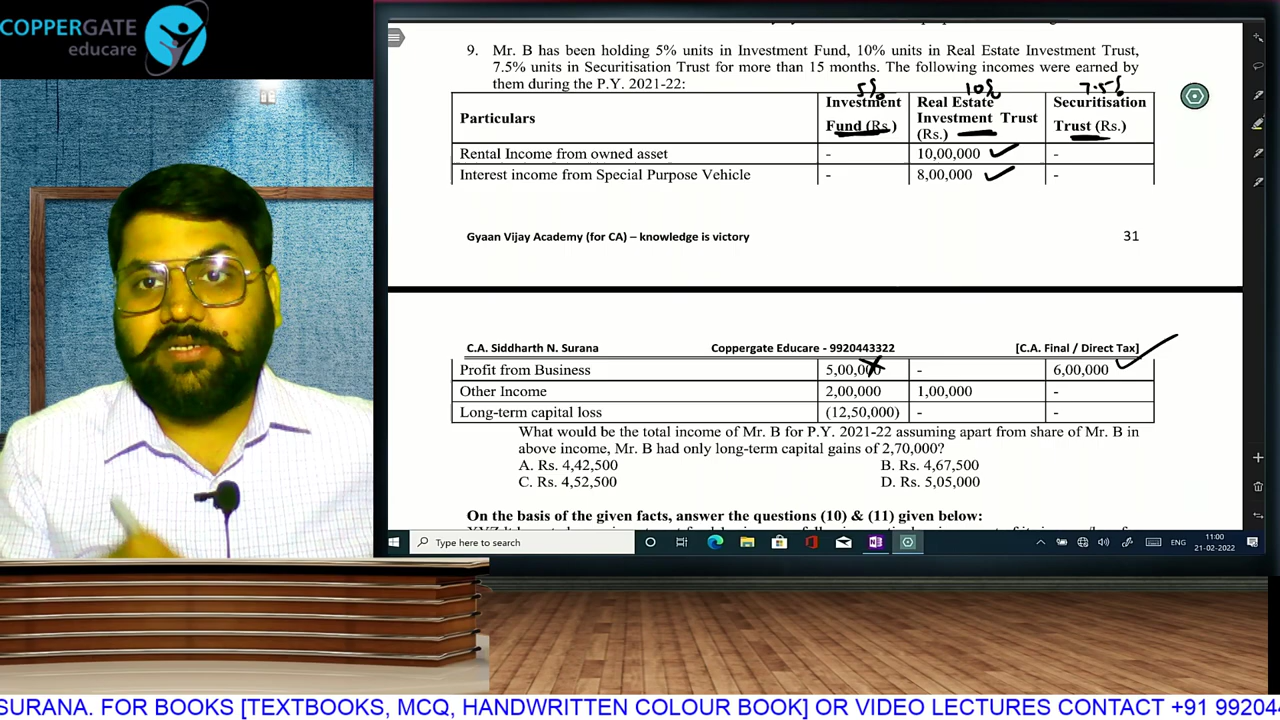 COPPERGATE
educare
9. Mr. B has been holding 5% units in Investment Fund, 10% units in Real Estate Investment Trust,
7.5% units in Securitisation Trust for more than 15 months. The following incomes were earned by
them during the P.Y. 2021-22:
5% 10% 7.5%
Particulars Investment Fund (Rs.) Real Estate Investment Trust (Rs.) Securitisation Trust (Rs.)
Rental Income from owned asset - 10,00,000 -
Interest income from Special Purpose Vehicle - 8,00,000 -
Gyaan Vijay Academy (for CA) – knowledge is victory 31
C.A. Siddharth N. Surana Coppergate Educare - 9920443322 [C.A. Final / Direct Tax]
Profit from Business 5,00,000 - 6,00,000
Other Income 2,00,000 1,00,000 -
Long-term capital loss (12,50,000) - -
What would be the total income of Mr. B for P.Y. 2021-22 assuming apart from share of Mr. B in
above income, Mr. B had only long-term capital gains of 2,70,000?
A. Rs. 4,42,500 B. Rs. 4,67,500
C. Rs. 4,52,500 D. Rs. 5,05,000
On the basis of the given facts, answer the questions (10) & (11) given below:
Type here to search
ENG
11:00
21-02-2022
SURANA. FOR BOOKS [TEXTBOOKS, MCQ, HANDWRITTEN COLOUR BOOK] OR VIDEO LECTURES CONTACT +91 99204